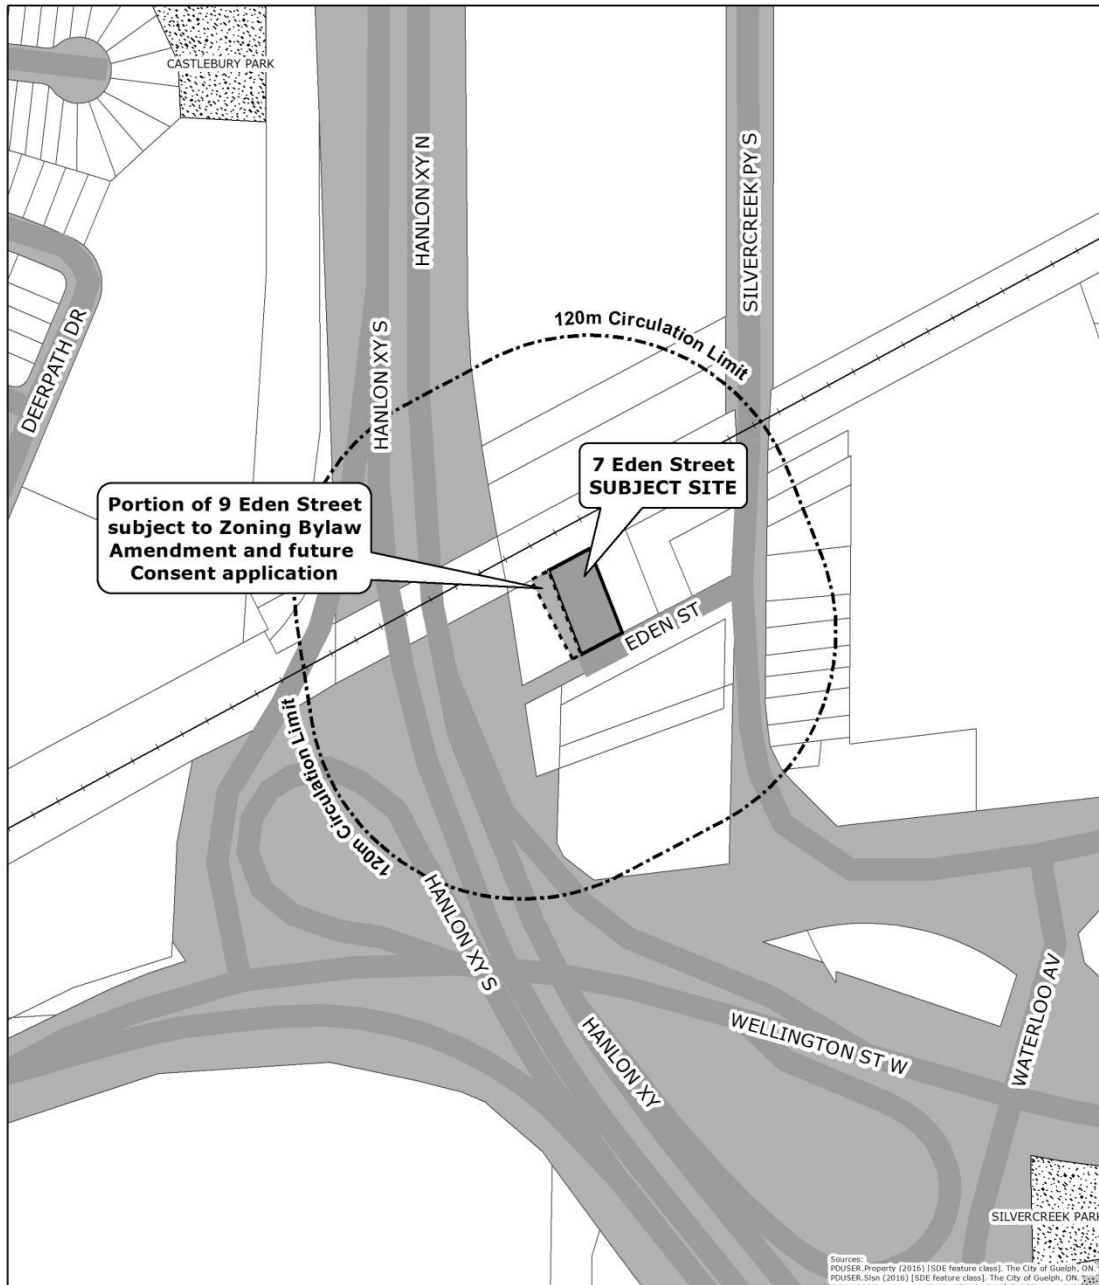 CASTLEBURY PARK
HANLON XY N
SILVERCREEK PY S
DEERPATH DR
HANLON XY S
120m Circulation Limit
7 Eden Street
SUBJECT SITE
Portion of 9 Eden Street
subject to Zoning Bylaw
Amendment and future
Consent application
EDEN ST
120m Circulation Limit
HANLON XY S
HANLON XY
WELLINGTON ST W
WATERLOO AV
SILVERCREEK PARK
Sources:
PDUSER.Property (2016) [SDE feature class]. The City of Guelph, ON.
PDUSER.Slsn (2016) [SDE feature class]. The City of Guelph, ON.